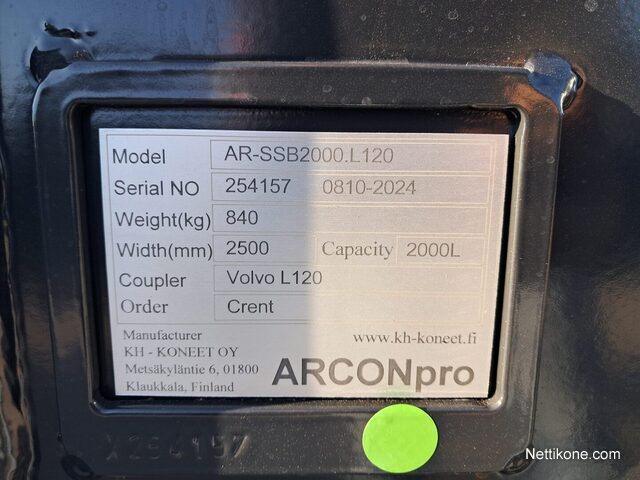 Model AR-SSB2000.L120
Serial NO 254157 0810-2024
Weight(kg) 840
Width(mm) 2500 Capacity 2000L
Coupler Volvo L120
Order Crent
Manufacturer www.kh-koneet.fi
KH - KONEET OY
Metsäkyläntie 6, 01800
Klaukkala, Finland
ARCONpro
X254157
Nettikone.com